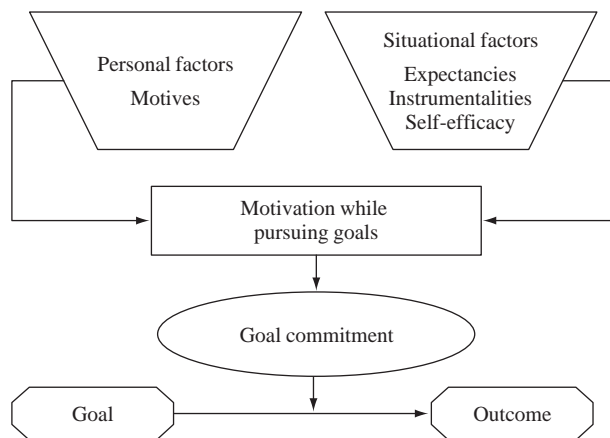 Personal factors
Motives
Situational factors
Expectancies
Instrumentalities
Self-efficacy
Motivation while
pursuing goals
Goal commitment
Goal
Outcome